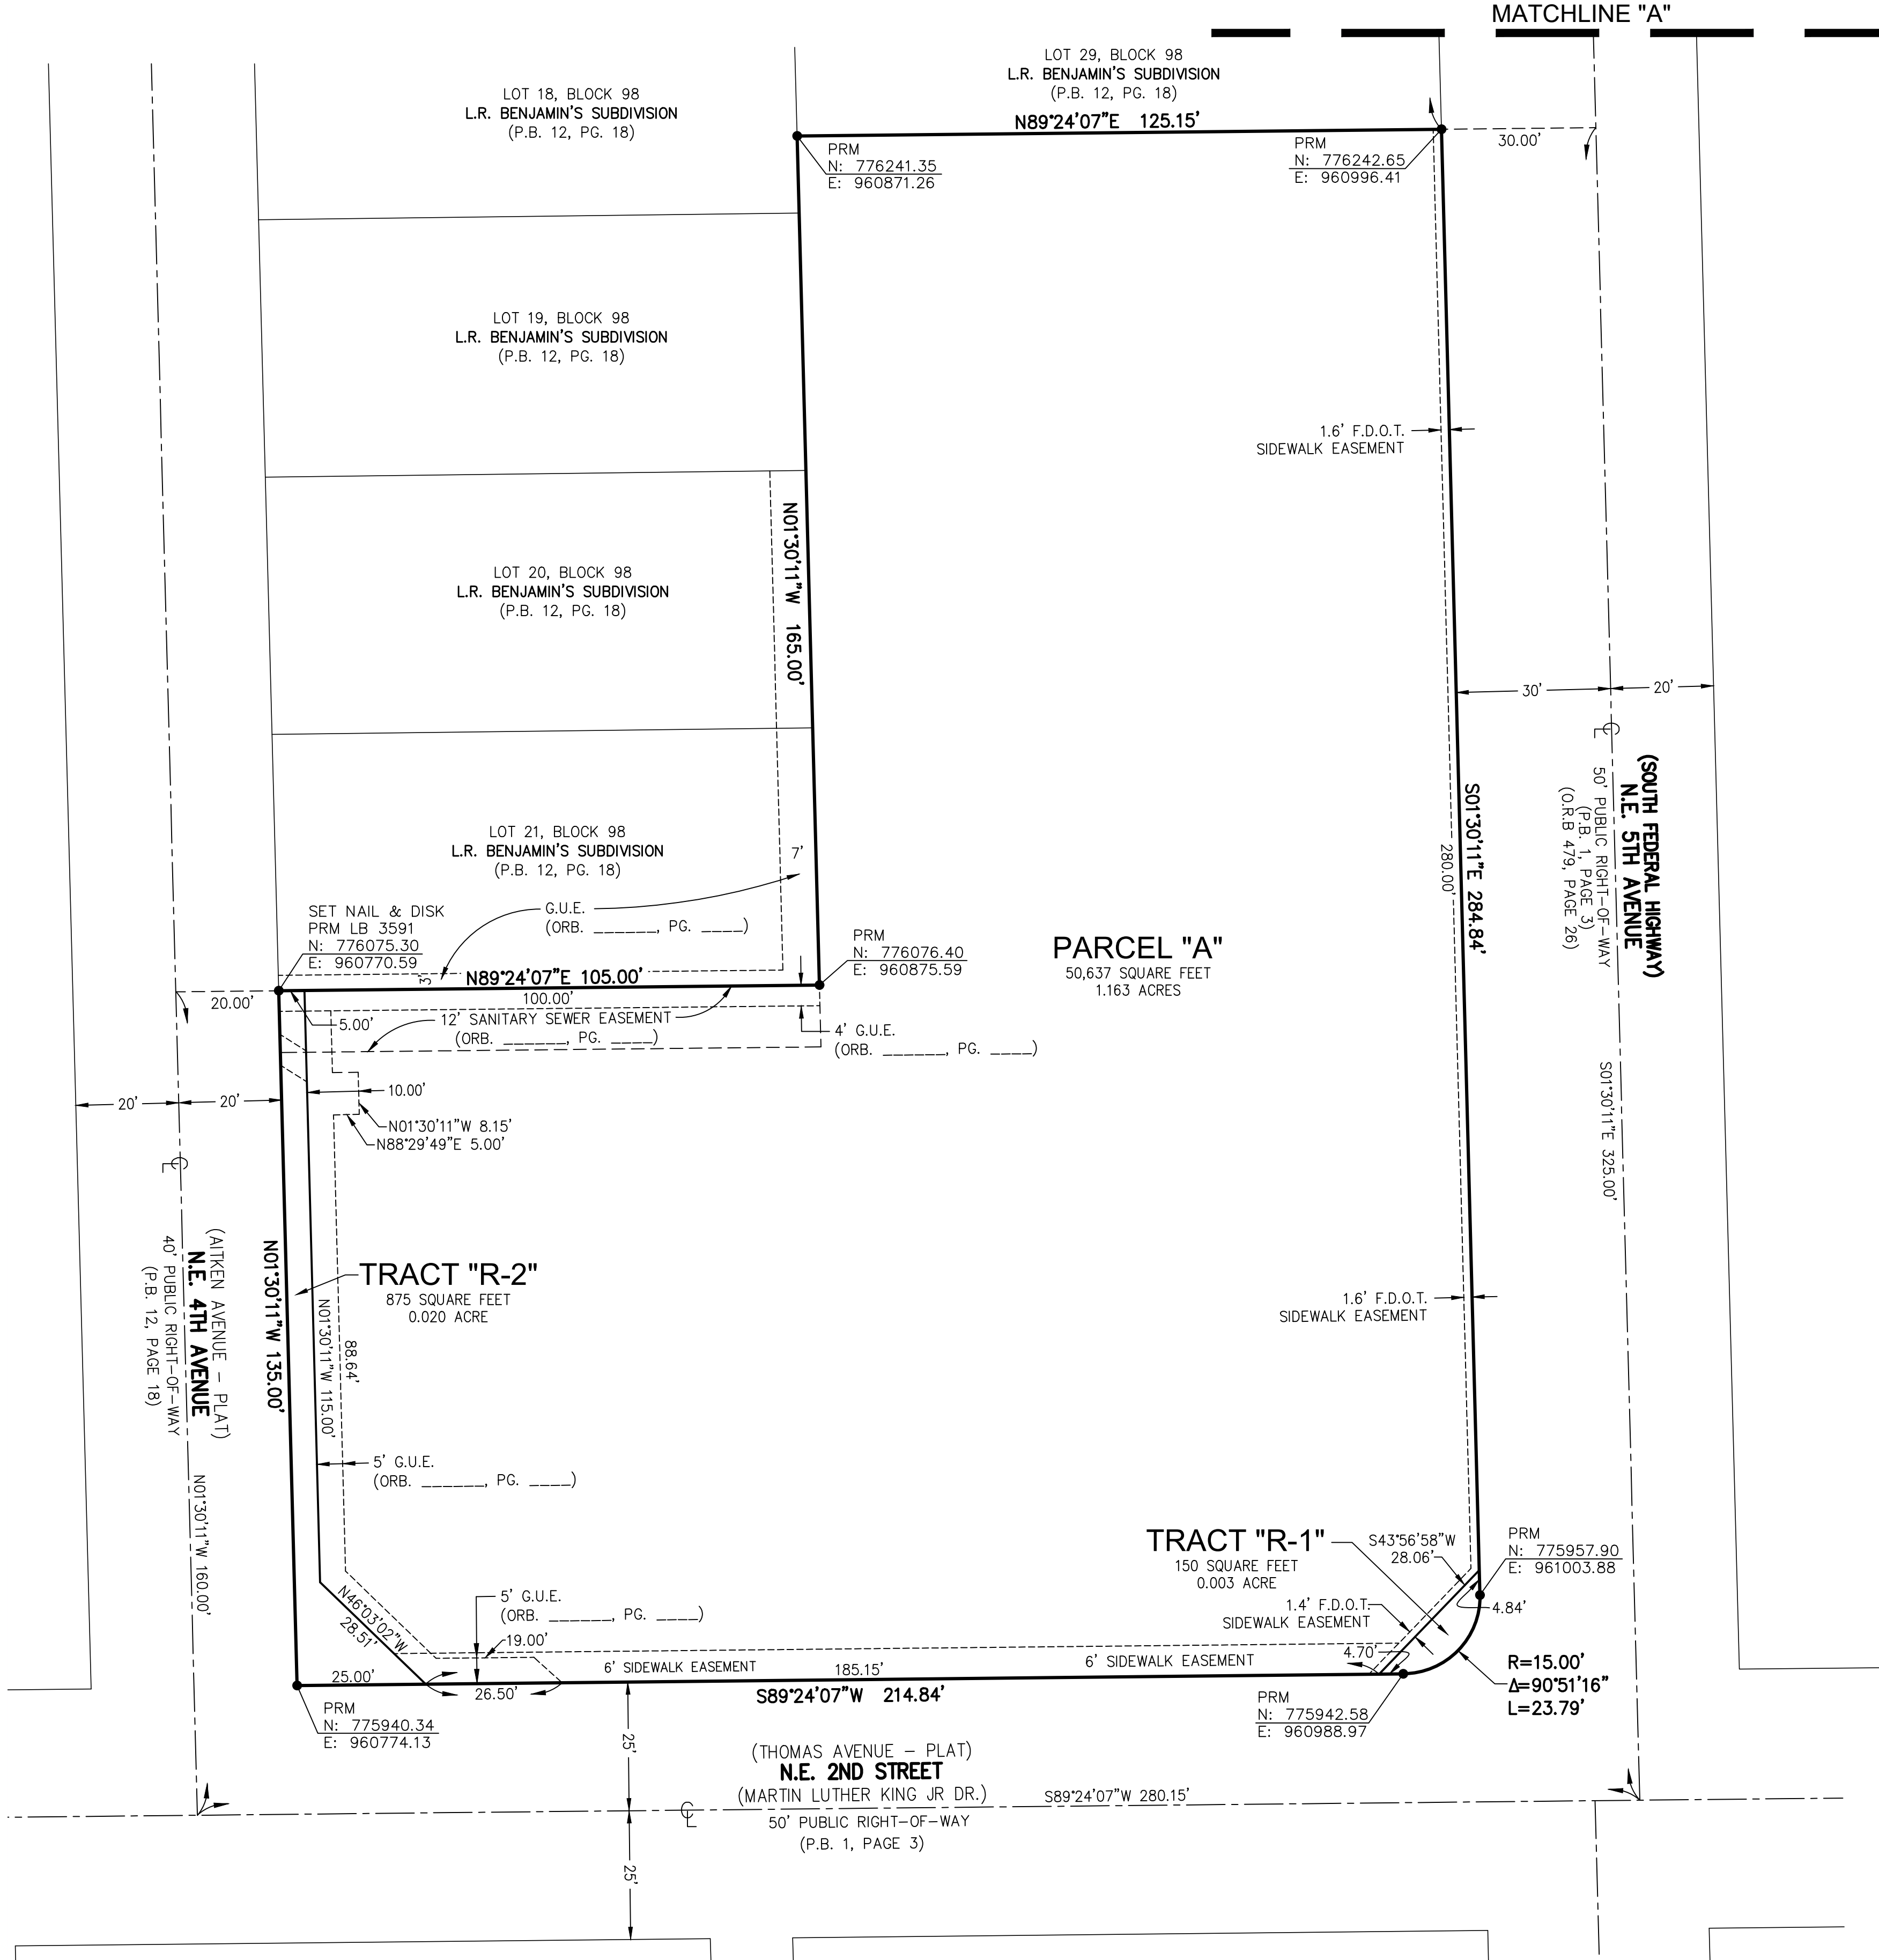 MATCHLINE "A"
LOT 29, BLOCK 98
L.R. BENJAMIN'S SUBDIVISION
(P.B. 12, PG. 18)
N89°24'07"E 125.15'
LOT 18, BLOCK 98
L.R. BENJAMIN'S SUBDIVISION
(P.B. 12, PG. 18)
PRM
N: 776241.35
E: 960871.26
PRM
N: 776242.65
E: 960996.41
30.00'
LOT 19, BLOCK 98
L.R. BENJAMIN'S SUBDIVISION
(P.B. 12, PG. 18)
1.6' F.D.O.T.
SIDEWALK EASEMENT
N01°30'11"W 165.00'
LOT 20, BLOCK 98
L.R. BENJAMIN'S SUBDIVISION
(P.B. 12, PG. 18)
30'
20'
CL
(SOUTH FEDERAL HIGHWAY)
N.E. 5TH AVENUE
50' PUBLIC RIGHT-OF-WAY
(P.B. 1, PAGE 3)
(O.R.B 479, PAGE 26)
S01°30'11"E 284.84'
280.00'
LOT 21, BLOCK 98
L.R. BENJAMIN'S SUBDIVISION
(P.B. 12, PG. 18)
7'
G.U.E.
(ORB. ______, PG. ____)
SET NAIL & DISK
PRM LB 3591
N: 776075.30
E: 960770.59
PRM
N: 776076.40
E: 960875.59
PARCEL "A"
50,637 SQUARE FEET
1.163 ACRES
3'
N89°24'07"E 105.00'
100.00'
20.00'
5.00'
12' SANITARY SEWER EASEMENT
(ORB. ______, PG. ____)
4' G.U.E.
(ORB. ______, PG. ____)
10.00'
20'
20'
N01°30'11"W 8.15'
N88°29'49"E 5.00'
S01°30'11"E 325.00'
CL
(AITKEN AVENUE - PLAT)
N.E. 4TH AVENUE
40' PUBLIC RIGHT-OF-WAY
(P.B. 12, PAGE 18)
N01°30'11"W 135.00'
TRACT "R-2"
875 SQUARE FEET
0.020 ACRE
N01°30'11"W 115.00'
88.64'
1.6' F.D.O.T.
SIDEWALK EASEMENT
5' G.U.E.
(ORB. ______, PG. ____)
N01°30'11"W 160.00'
TRACT "R-1"
150 SQUARE FEET
0.003 ACRE
S43°56'58"W
28.06'
PRM
N: 775957.90
E: 961003.88
4.84'
1.4' F.D.O.T.
SIDEWALK EASEMENT
N46°03'02"W
28.51'
5' G.U.E.
(ORB. ______, PG. ____)
19.00'
4.70'
25.00'
6' SIDEWALK EASEMENT
185.15'
6' SIDEWALK EASEMENT
26.50'
S89°24'07"W 214.84'
R=15.00'
Δ=90°51'16"
L=23.79'
PRM
N: 775940.34
E: 960774.13
PRM
N: 775942.58
E: 960988.97
25'
(THOMAS AVENUE - PLAT)
N.E. 2ND STREET
(MARTIN LUTHER KING JR DR.)
S89°24'07"W 280.15'
CL
50' PUBLIC RIGHT-OF-WAY
(P.B. 1, PAGE 3)
25'